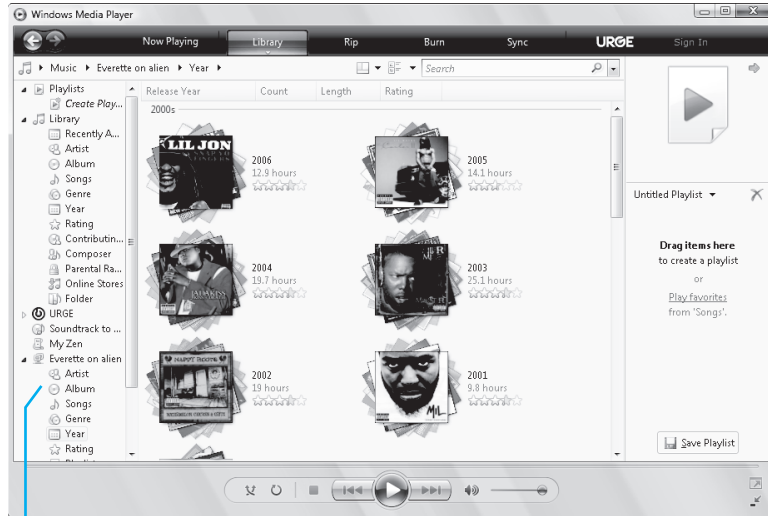 Windows Media Player
Now Playing Library Rip Burn Sync URGE Sign In
Music Everette on alien Year Search
Playlists
Create Play...
Library
Recently A...
Artist
Album
Songs
Genre
Year
Rating
Contributin...
Composer
Parental Ra...
Online Stores
Folder
URGE
Soundtrack to ...
My Zen
Everette on alien
Artist
Album
Songs
Genre
Year
Rating
Release Year Count Length Rating
2000s
LIL JON
2006
12.9 hours
2005
14.1 hours
JADAKISS
2004
19.7 hours
2003
25.1 hours
NAPPY ROOTS
2002
19 hours
MIL
2001
9.8 hours
Untitled Playlist
Drag items here
to create a playlist
or
Play favorites
from 'Songs'.
Save Playlist